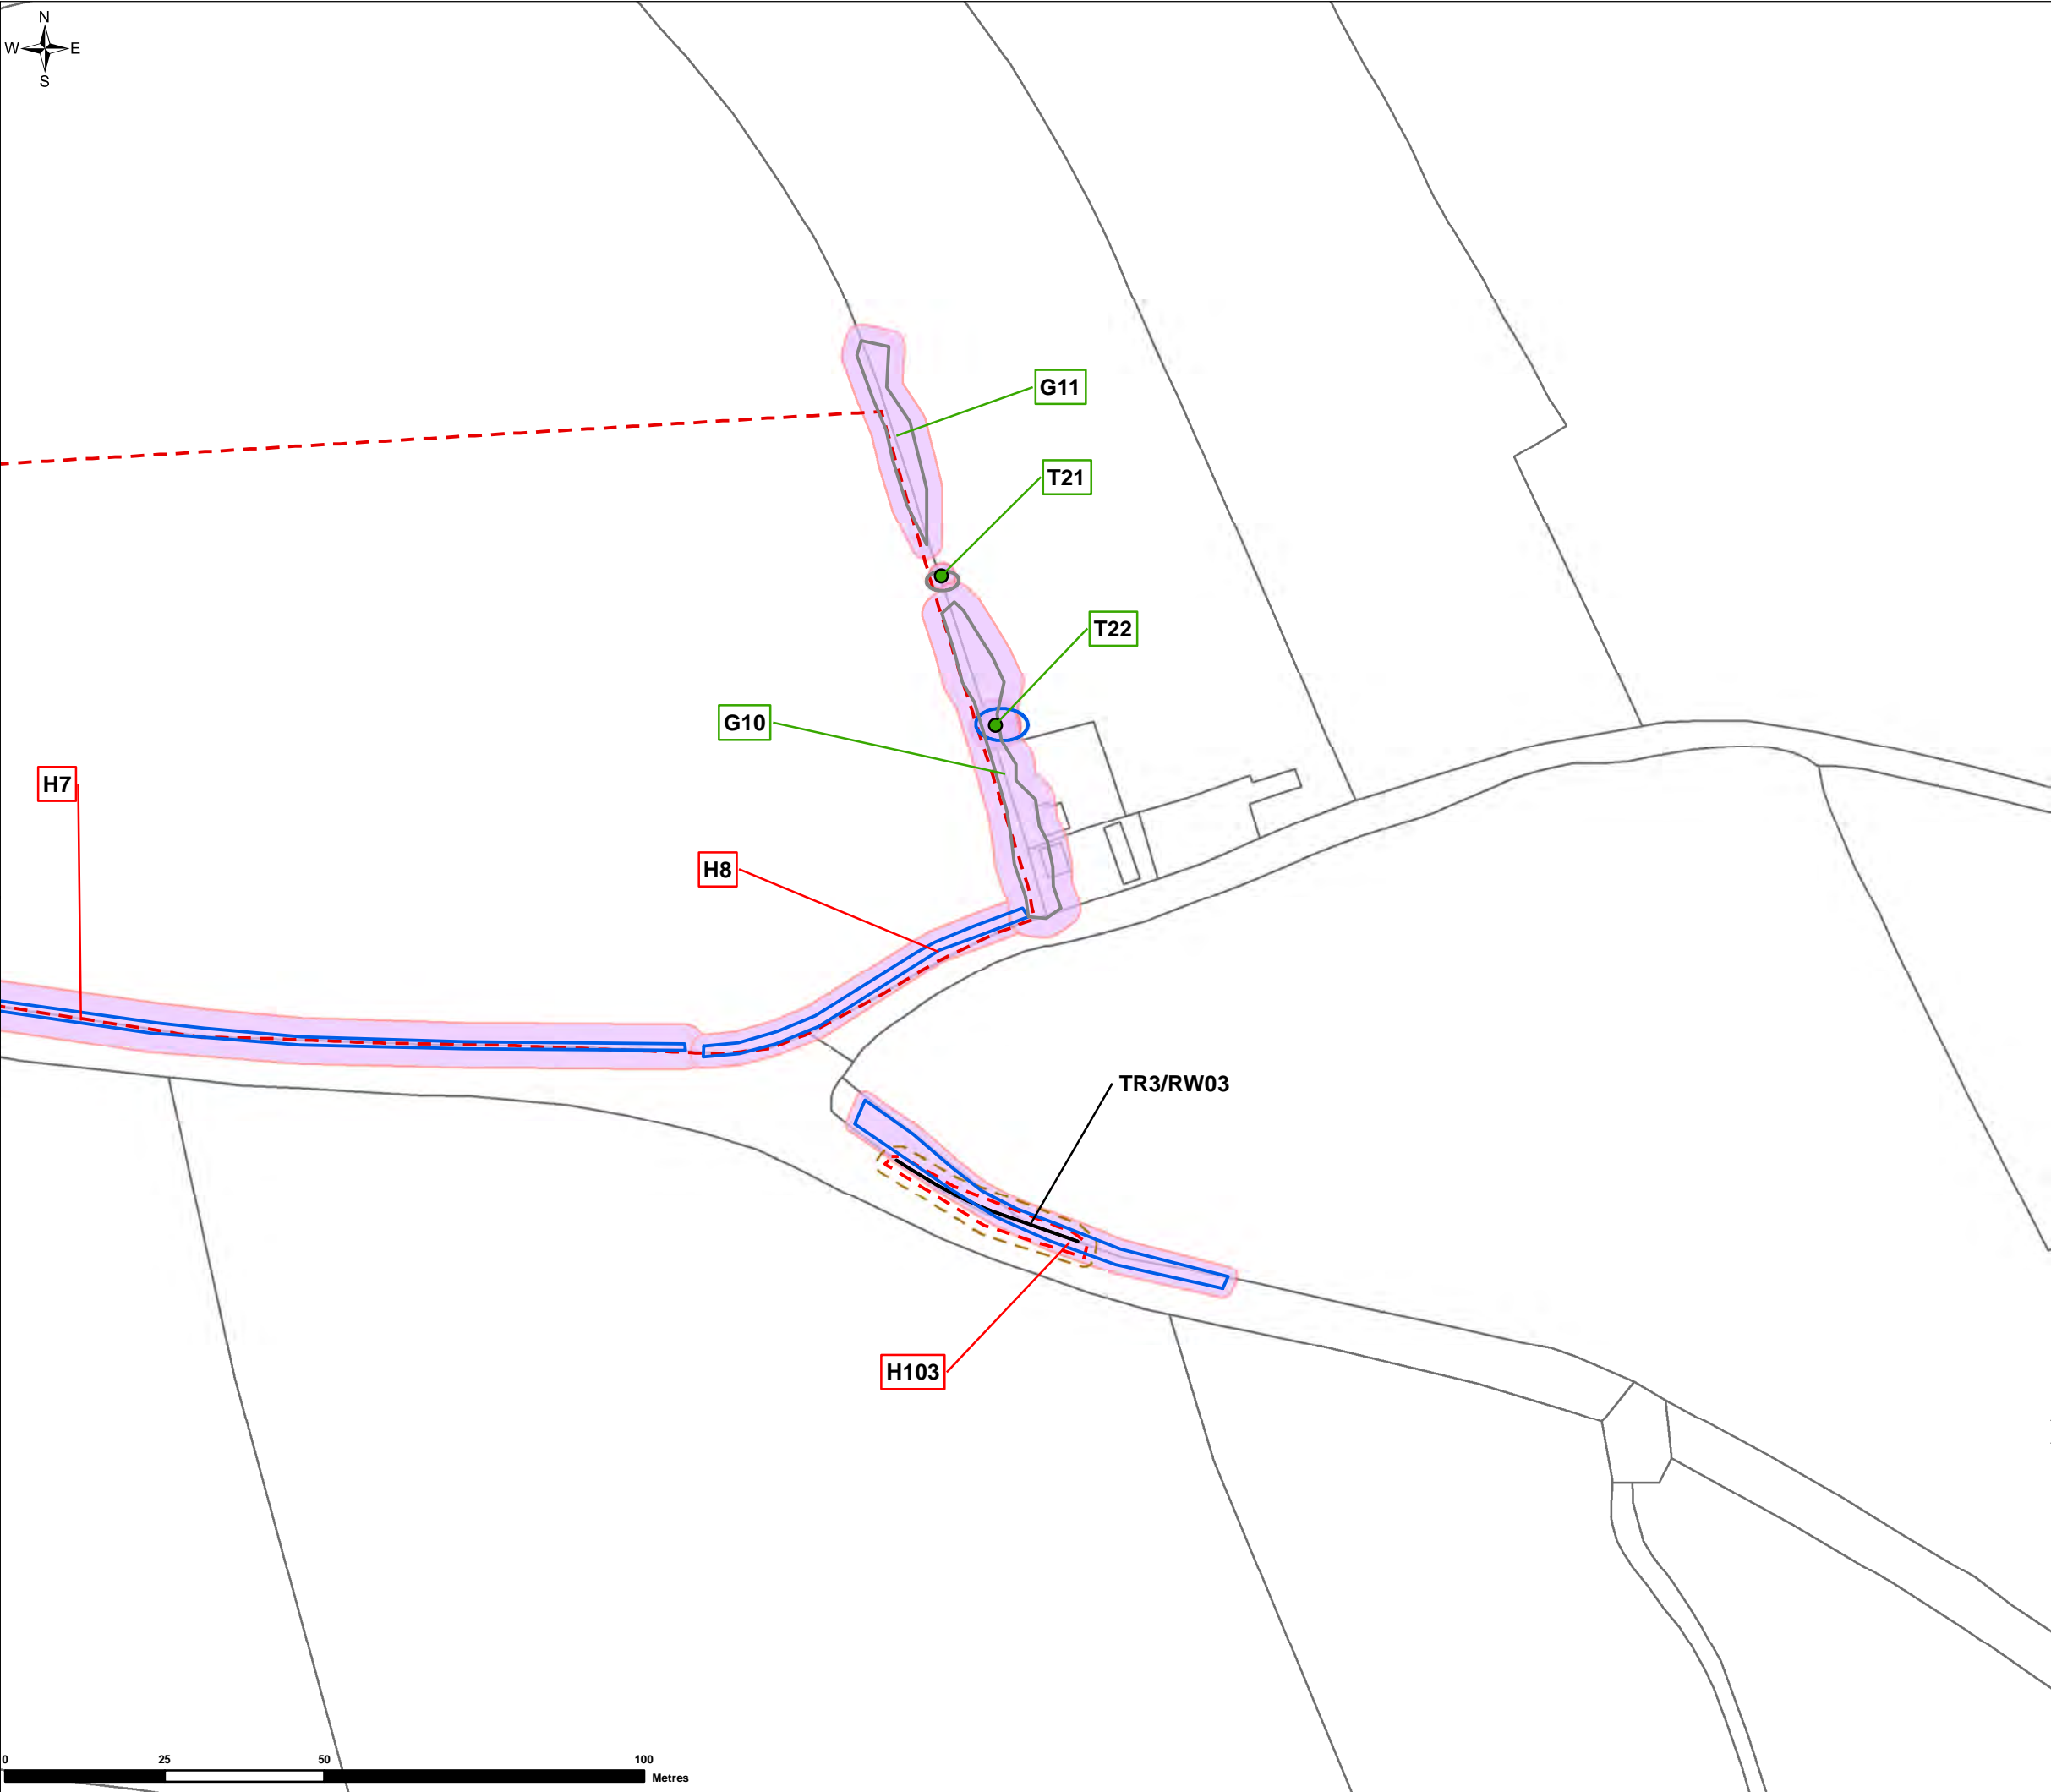 N
W E
S
G11
T21
T22
G10
H7
H8
TR3/RW03
H103
0 25 50 100
Metres